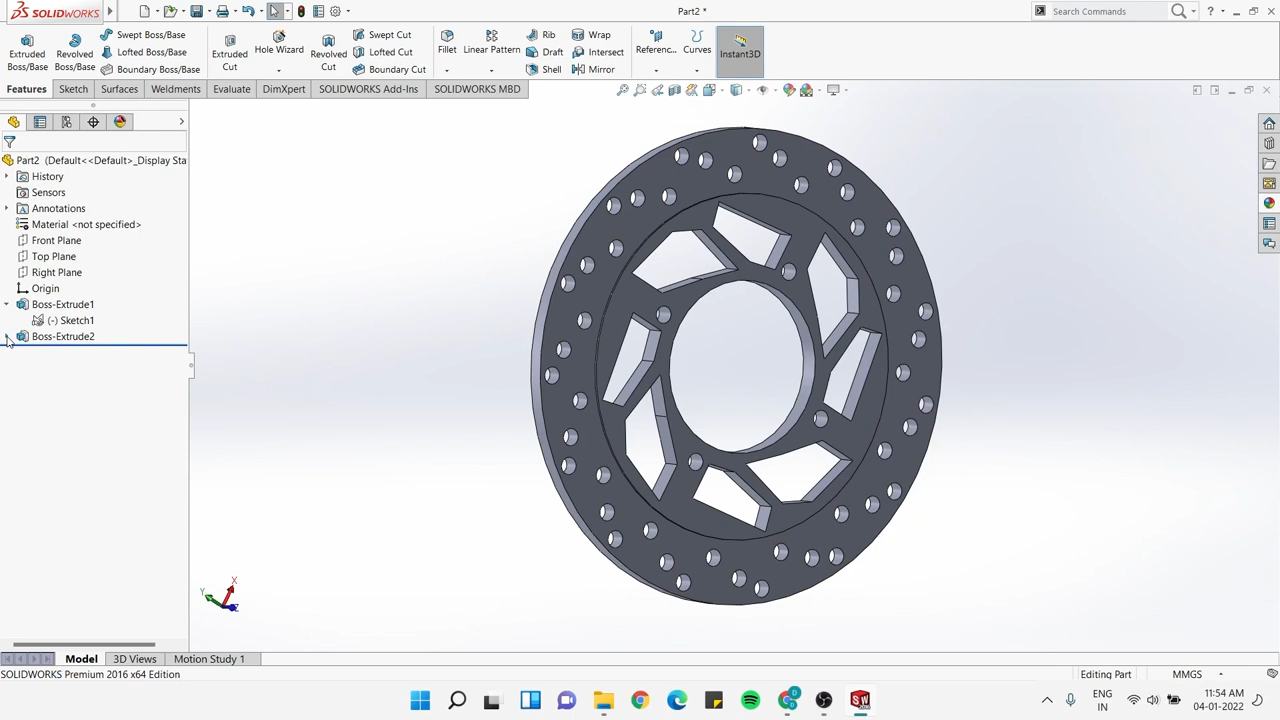 SOLIDWORKS
Part2 *
Search Commands
Extruded Boss/Base
Revolved Boss/Base
Swept Boss/Base
Lofted Boss/Base
Boundary Boss/Base
Extruded Cut
Hole Wizard
Revolved Cut
Swept Cut
Lofted Cut
Boundary Cut
Fillet
Linear Pattern
Rib
Draft
Shell
Wrap
Intersect
Mirror
Referenc...
Curves
Instant3D
Features
Sketch
Surfaces
Weldments
Evaluate
DimXpert
SOLIDWORKS Add-Ins
SOLIDWORKS MBD
Part2 (Default<<Default>_Display Sta
History
Sensors
Annotations
Material <not specified>
Front Plane
Top Plane
Right Plane
Origin
Boss-Extrude1
(-) Sketch1
Boss-Extrude2
X
Y
Z
Model
3D Views
Motion Study 1
SOLIDWORKS Premium 2016 x64 Edition
Editing Part
MMGS
ENG
IN
11:54 AM
04-01-2022